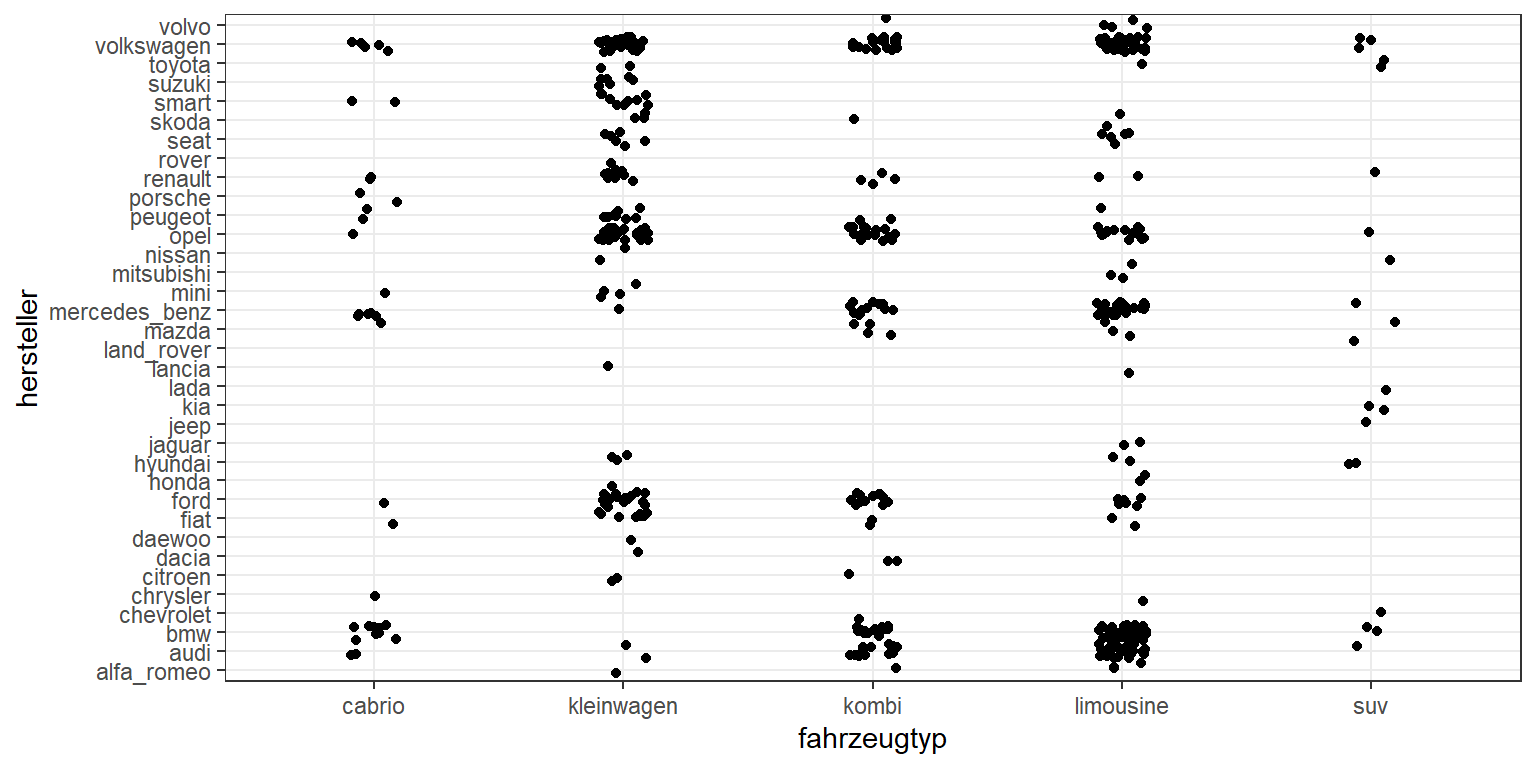 hersteller
volvo
volkswagen
toyota
suzuki
smart
skoda
seat
rover
renault
porsche
peugeot
opel
nissan
mitsubishi
mini
mercedes_benz
mazda
land_rover
lancia
lada
kia
jeep
jaguar
hyundai
honda
ford
fiat
daewoo
dacia
citroen
chrysler
chevrolet
bmw
audi
alfa_romeo
cabrio kleinwagen kombi limousine suv
fahrzeugtyp